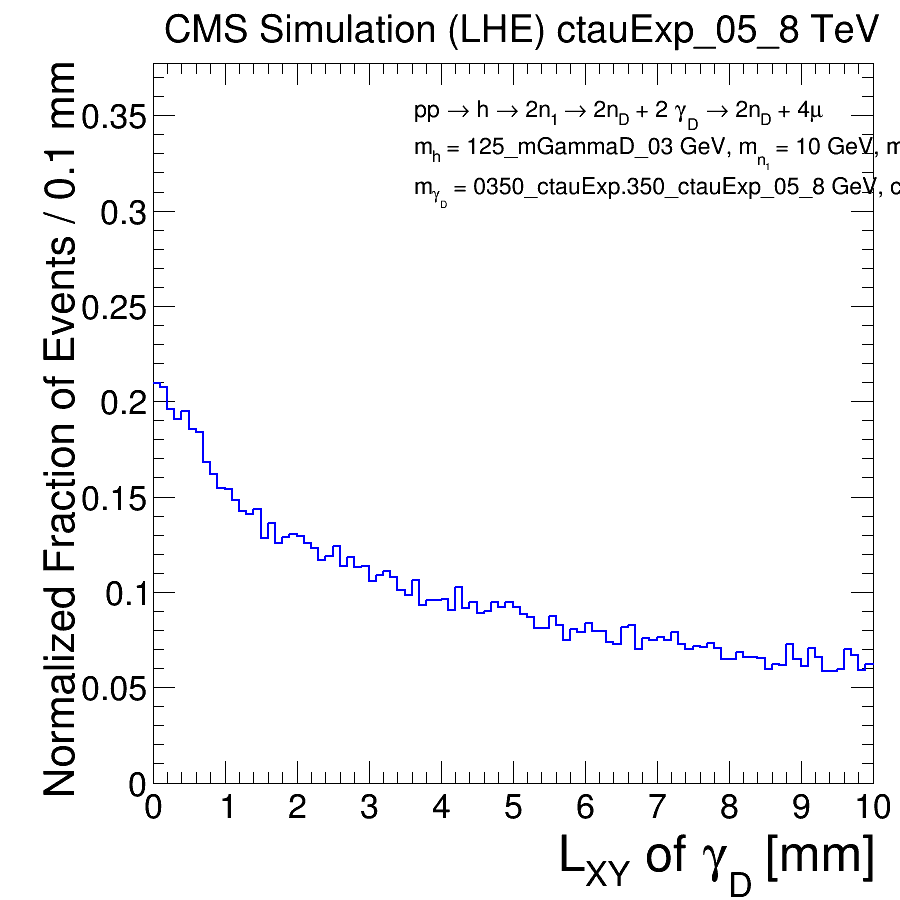 CMS Simulation (LHE) ctauExp_05_8 TeV
pp → h → 2n1 → 2nD + 2 γD → 2nD + 4μ
mh = 125_mGammaD_03 GeV, mn1 = 10 GeV, m
mγD = 0350_ctauExp.350_ctauExp_05_8 GeV, c
Normalized Fraction of Events / 0.1 mm
0.35
0.3
0.25
0.2
0.15
0.1
0.05
0
0 1 2 3 4 5 6 7 8 9 10
LXY of γD [mm]